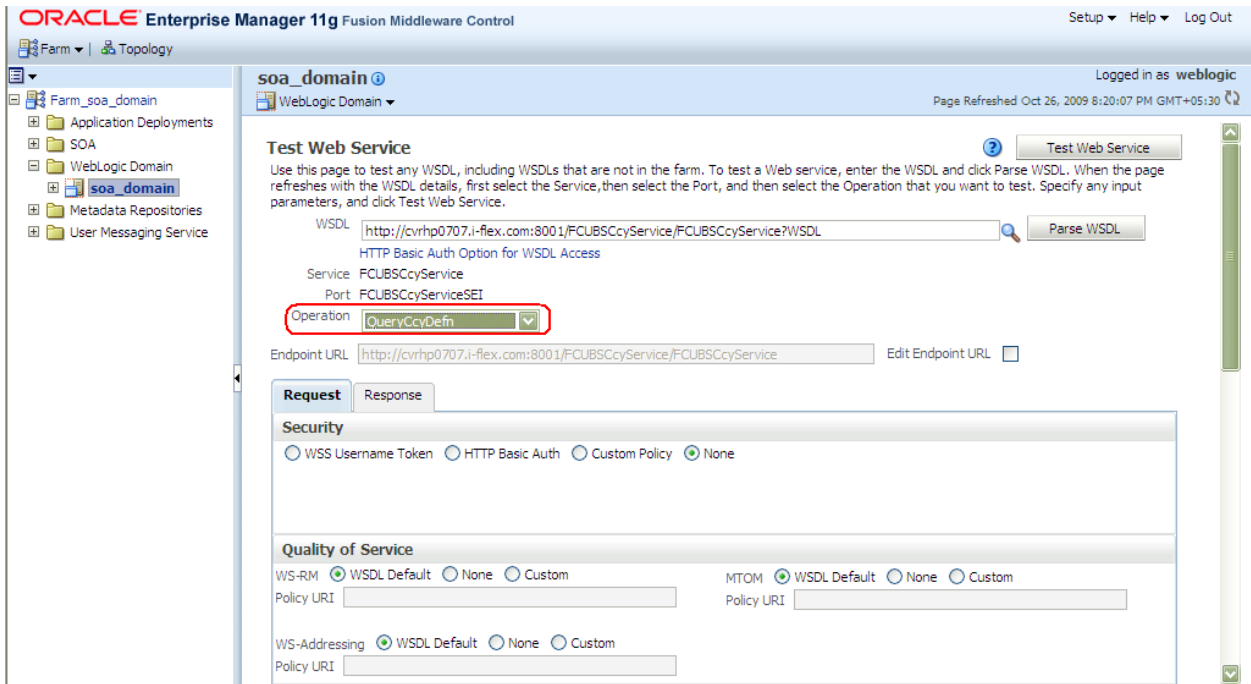 ORACLE Enterprise Manager 11g Fusion Middleware Control
Setup Help Log Out
Farm | Topology
Farm_soa_domain
Application Deployments
SOA
WebLogic Domain
soa_domain
Metadata Repositories
User Messaging Service
soa_domain
Logged in as weblogic
WebLogic Domain
Page Refreshed Oct 26, 2009 8:20:07 PM GMT+05:30
Test Web Service
Test Web Service
Use this page to test any WSDL, including WSDLs that are not in the farm. To test a Web service, enter the WSDL and click Parse WSDL. When the page
refreshes with the WSDL details, first select the Service,then select the Port, and then select the Operation that you want to test. Specify any input
parameters, and click Test Web Service.
WSDL http://cvrhp0707.i-flex.com:8001/FCUBSCcyService/FCUBSCcyService?WSDL Parse WSDL
HTTP Basic Auth Option for WSDL Access
Service FCUBSCcyService
Port FCUBSCcyServiceSEI
Operation QueryCcyDefn
Endpoint URL http://cvrhp0707.i-flex.com:8001/FCUBSCcyService/FCUBSCcyService Edit Endpoint URL
Request Response
Security
WSS Username Token HTTP Basic Auth Custom Policy None
Quality of Service
WS-RM WSDL Default None Custom
MTOM WSDL Default None Custom
Policy URI
Policy URI
WS-Addressing WSDL Default None Custom
Policy URI